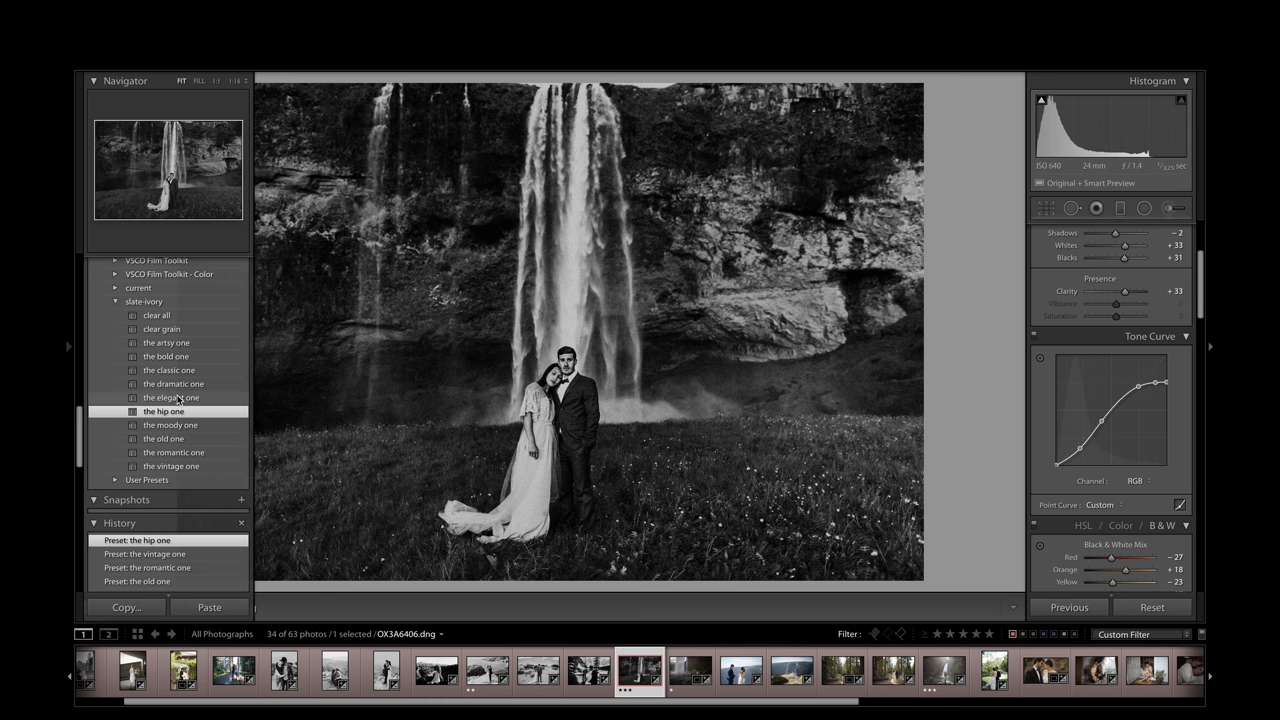 Navigator FIT FILL 1:1 1:16
VSCO Film Toolkit
VSCO Film Toolkit - Color
current
slate-ivory
clear all
clear grain
the artsy one
the bold one
the classic one
the dramatic one
the elegant one
the hip one
the moody one
the old one
the romantic one
the vintage one
User Presets
Snapshots +
History ×
Preset: the hip one
Preset: the vintage one
Preset: the romantic one
Preset: the old one
Copy... Paste
Histogram
ISO 640 24 mm ƒ / 1.4 1/125 sec
Original + Smart Preview
Shadows – 2
Whites + 33
Blacks + 31
Presence
Clarity + 33
Vibrance
Saturation
Tone Curve
Channel : RGB
Point Curve : Custom
HSL / Color / B & W
Black & White Mix
Red – 27
Orange + 18
Yellow – 23
Previous Reset
1 2 All Photographs 34 of 63 photos / 1 selected / OX3A6406.dng Filter : ≥ ★★★★★ Custom Filter